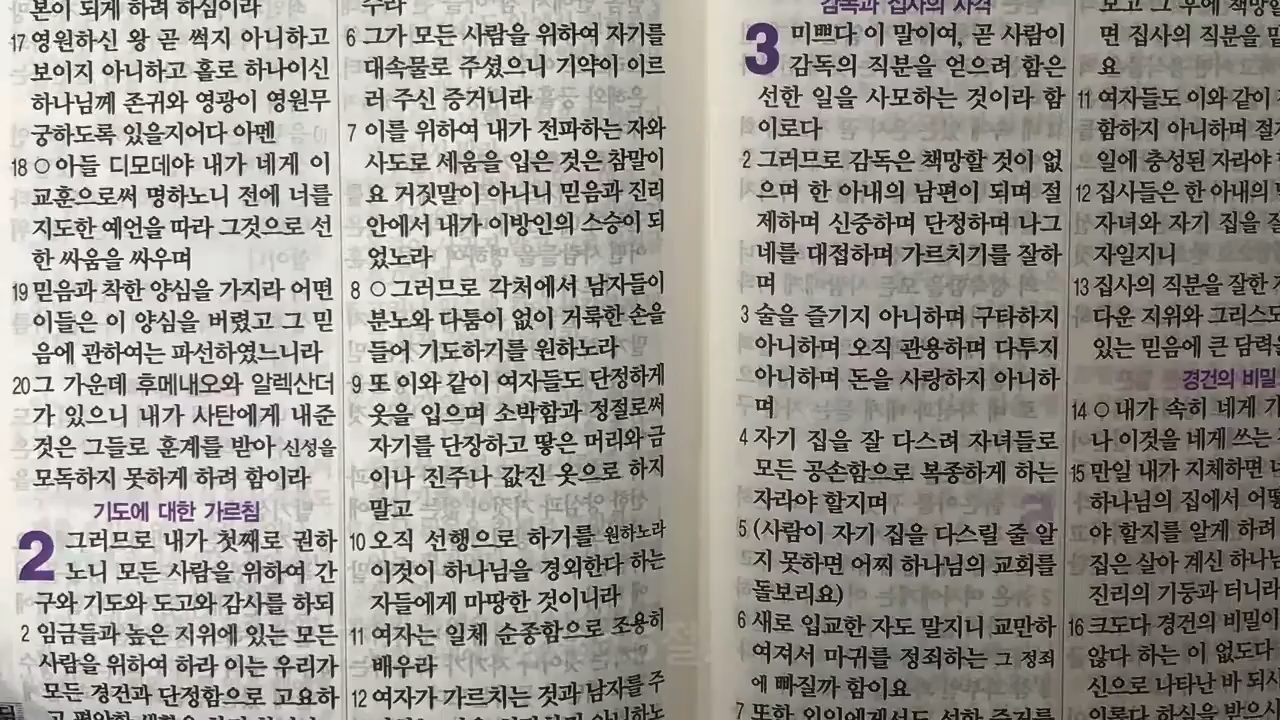 본이 되게 하려 하심이라
17 영원하신 왕 곧 썩지 아니하고
보이지 아니하고 홀로 하나이신
하나님께 존귀와 영광이 영원무
궁하도록 있을지어다 아멘
18 ○아들 디모데야 내가 네게 이
교훈으로써 명하노니 전에 너를
지도한 예언을 따라 그것으로 선
한 싸움을 싸우며
19 믿음과 착한 양심을 가지라 어떤
이들은 이 양심을 버렸고 그 믿
음에 관하여는 파선하였느니라
20 그 가운데 후메내오와 알렉산더
가 있으니 내가 사탄에게 내준
것은 그들로 훈계를 받아 신성을
모독하지 못하게 하려 함이라
기도에 대한 가르침
2 그러므로 내가 첫째로 권하
노니 모든 사람을 위하여 간
구와 기도와 도고와 감사를 하되
2 임금들과 높은 지위에 있는 모든
사람을 위하여 하라 이는 우리가
모든 경건과 단정함으로 고요하
수라
6 그가 모든 사람을 위하여 자기를
대속물로 주셨으니 기약이 이르
러 주신 증거니라
7 이를 위하여 내가 전파하는 자와
사도로 세움을 입은 것은 참말이
요 거짓말이 아니니 믿음과 진리
안에서 내가 이방인의 스승이 되
었노라
8 ○그러므로 각처에서 남자들이
분노와 다툼이 없이 거룩한 손을
들어 기도하기를 원하노라
9 또 이와 같이 여자들도 단정하게
옷을 입으며 소박함과 정절로써
자기를 단장하고 땋은 머리와 금
이나 진주나 값진 옷으로 하지
말고
10 오직 선행으로 하기를 원하노라
이것이 하나님을 경외한다 하는
자들에게 마땅한 것이니라
11 여자는 일체 순종함으로 조용히
배우라
12 여자가 가르치는 것과 남자를 주
감독과 집사의 자격
3 미쁘다 이 말이여, 곧 사람이
감독의 직분을 얻으려 함은
선한 일을 사모하는 것이라 함
이로다
2 그러므로 감독은 책망할 것이 없
으며 한 아내의 남편이 되며 절
제하며 신중하며 단정하며 나그
네를 대접하며 가르치기를 잘하
며
3 술을 즐기지 아니하며 구타하지
아니하며 오직 관용하며 다투지
아니하며 돈을 사랑하지 아니하
며
4 자기 집을 잘 다스려 자녀들로
모든 공손함으로 복종하게 하는
자라야 할지며
5 (사람이 자기 집을 다스릴 줄 알
지 못하면 어찌 하나님의 교회를
돌보리요)
6 새로 입교한 자도 말지니 교만하
여져서 마귀를 정죄하는 그 정죄
에 빠질까 함이요
7 또한 외인에게서도 선한 증거를
보고 그 후에 책망할
면 집사의 직분을
요
11 여자들도 이와 같이
함하지 아니하며
일에 충성된 자라야
12 집사들은 한 아내의
자녀와 자기 집을
자일지니
13 집사의 직분을 잘한
다운 지위와 그리스도
있는 믿음에 큰 담력을
경건의 비밀
14 ○내가 속히 네게
나 이것을 네게 쓰는
15 만일 내가 지체하면
하나님의 집에서
야 할지를 알게 하려
집은 살아 계신
진리의 기둥과 터니라
16 크도다 경건의 비밀이
않다 하는 이 없도다
신으로 나타난 바
이롭다 하심을